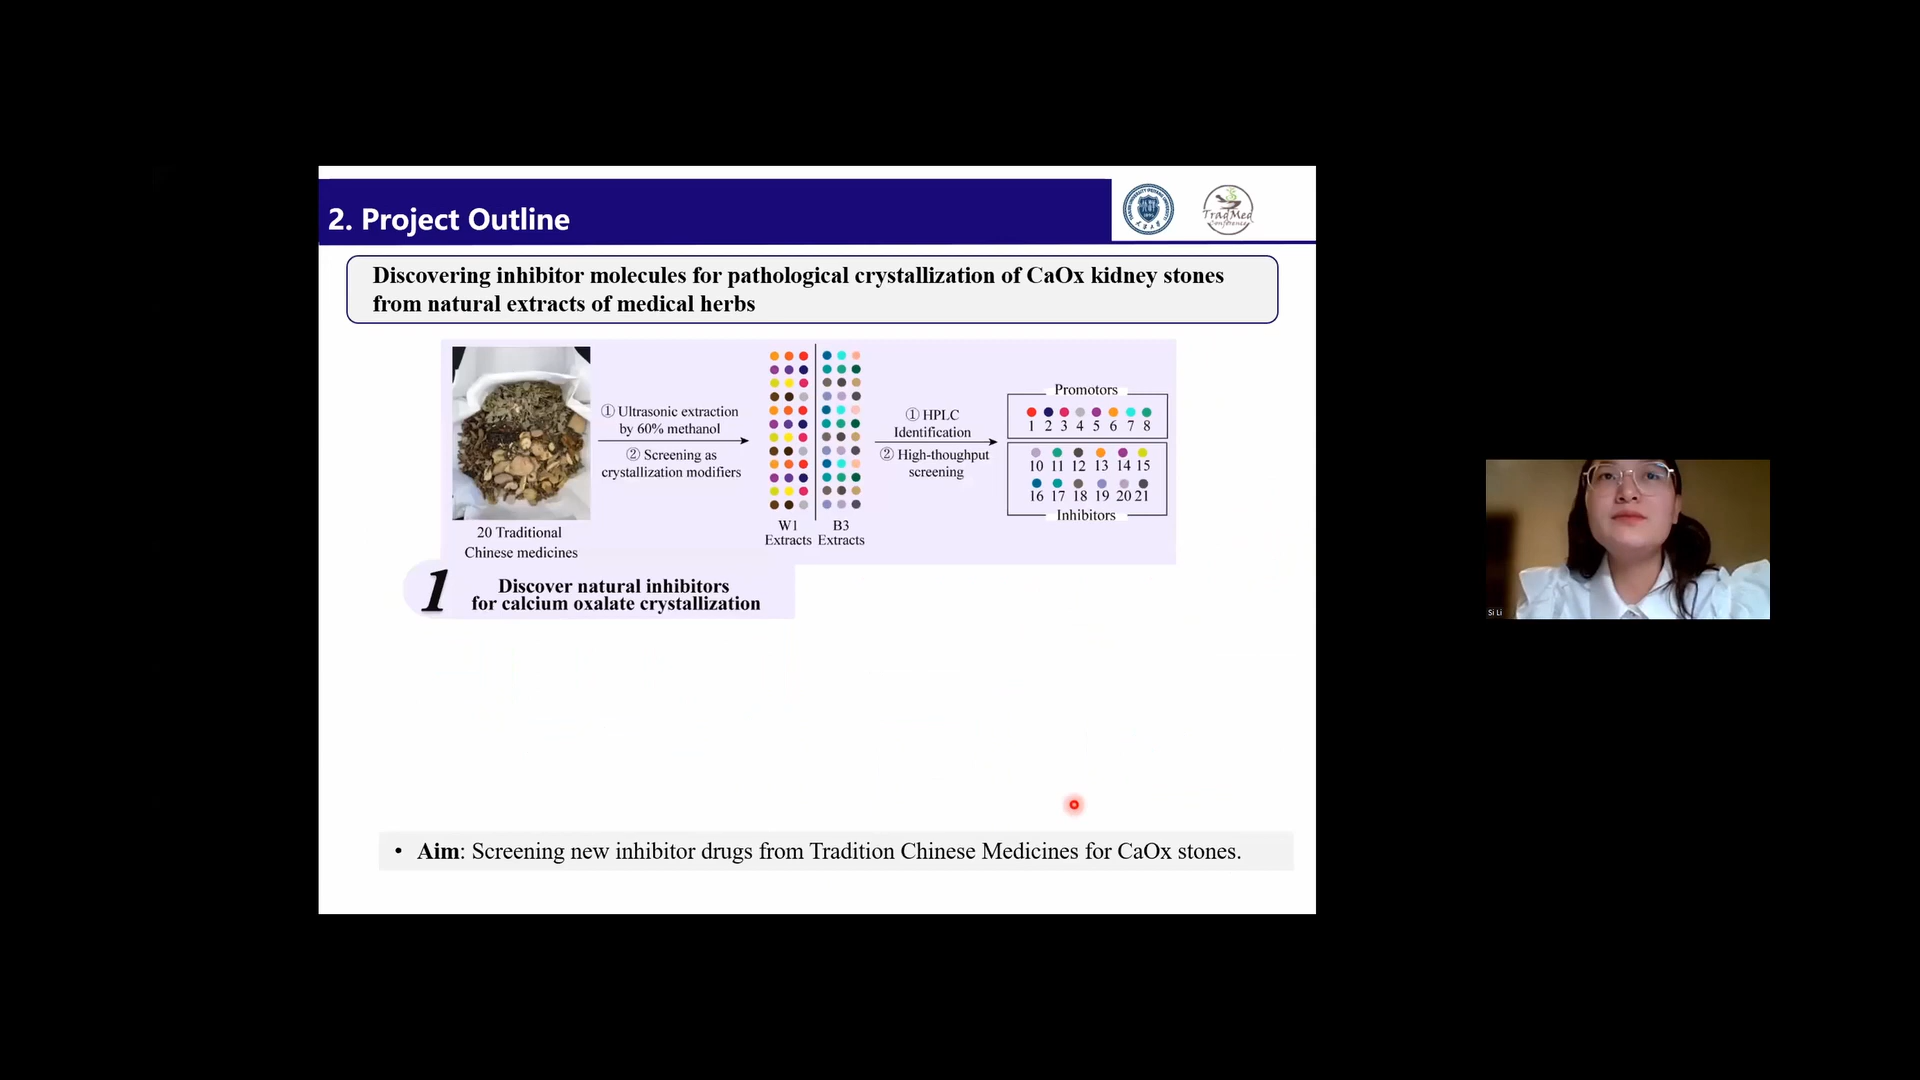 2. Project Outline
TradMed
Conference
Discovering inhibitor molecules for pathological crystallization of CaOx kidney stones
from natural extracts of medical herbs
① Ultrasonic extraction
by 60% methanol
② Screening as
crystallization modifiers
20 Traditional
Chinese medicines
W1
Extracts
B3
Extracts
① HPLC
Identification
② High-thoughput
screening
Promotors
1 2 3 4 5 6 7 8
10 11 12 13 14 15
16 17 18 19 20 21
Inhibitors
1
Discover natural inhibitors
for calcium oxalate crystallization
• Aim: Screening new inhibitor drugs from Tradition Chinese Medicines for CaOx stones.
Si Li